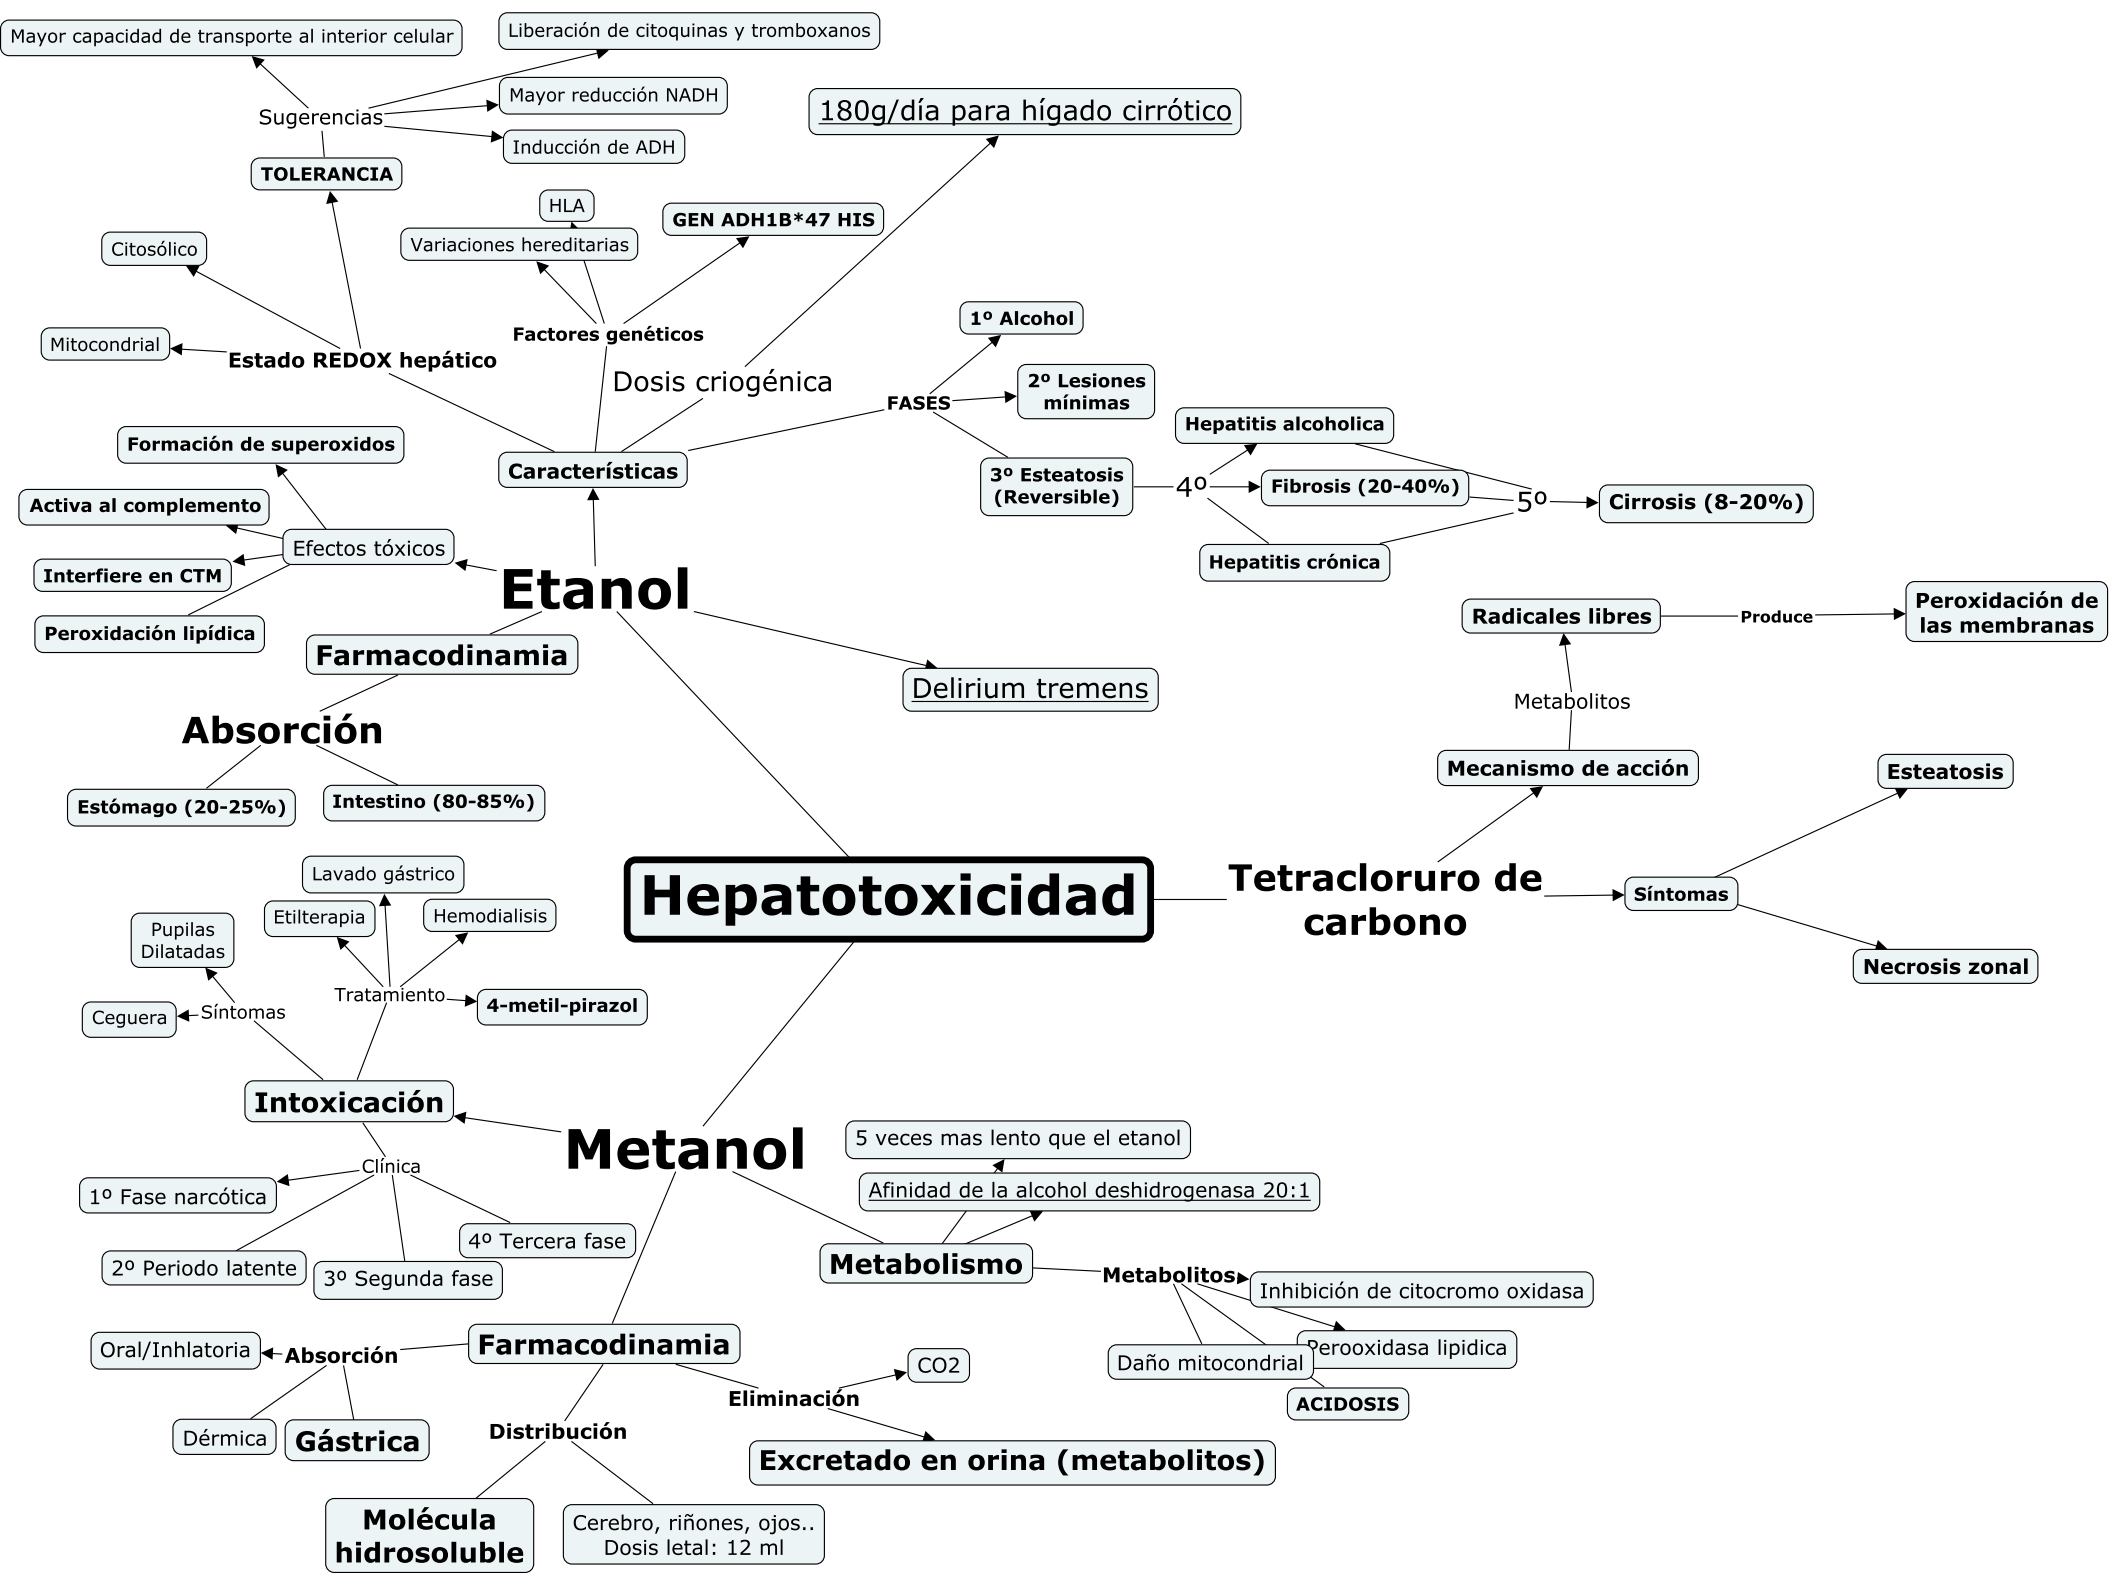 Mayor capacidad de transporte al interior celular
Liberación de citoquinas y tromboxanos
Mayor reducción NADH
Sugerencias
Inducción de ADH
TOLERANCIA
180g/día para hígado cirrótico
HLA
GEN ADH1B*47 HIS
Variaciones hereditarias
Citosólico
Mitocondrial
Estado REDOX hepático
Factores genéticos
Dosis criogénica
1º Alcohol
FASES
2º Lesiones
mínimas
Hepatitis alcoholica
3º Esteatosis
(Reversible)
4º
Fibrosis (20-40%)
5º
Cirrosis (8-20%)
Hepatitis crónica
Características
Formación de superoxidos
Activa al complemento
Efectos tóxicos
Interfiere en CTM
Peroxidación lipídica
Etanol
Farmacodinamia
Delirium tremens
Absorción
Estómago (20-25%)
Intestino (80-85%)
Radicales libres
Produce
Peroxidación de
las membranas
Metabolitos
Mecanismo de acción
Esteatosis
Hepatotoxicidad
Tetracloruro de
carbono
Síntomas
Necrosis zonal
Lavado gástrico
Etilterapia
Hemodialisis
Pupilas
Dilatadas
Tratamiento
4-metil-pirazol
Ceguera
Síntomas
Intoxicación
Metanol
Clínica
1º Fase narcótica
2º Periodo latente
3º Segunda fase
4º Tercera fase
5 veces mas lento que el etanol
Afinidad de la alcohol deshidrogenasa 20:1
Metabolismo
Metabolitos
Inhibición de citocromo oxidasa
Perooxidasa lipidica
Daño mitocondrial
ACIDOSIS
Farmacodinamia
Oral/Inhlatoria
Absorción
Dérmica
Gástrica
Eliminación
CO2
Excretado en orina (metabolitos)
Distribución
Molécula
hidrosoluble
Cerebro, riñones, ojos..
Dosis letal: 12 ml